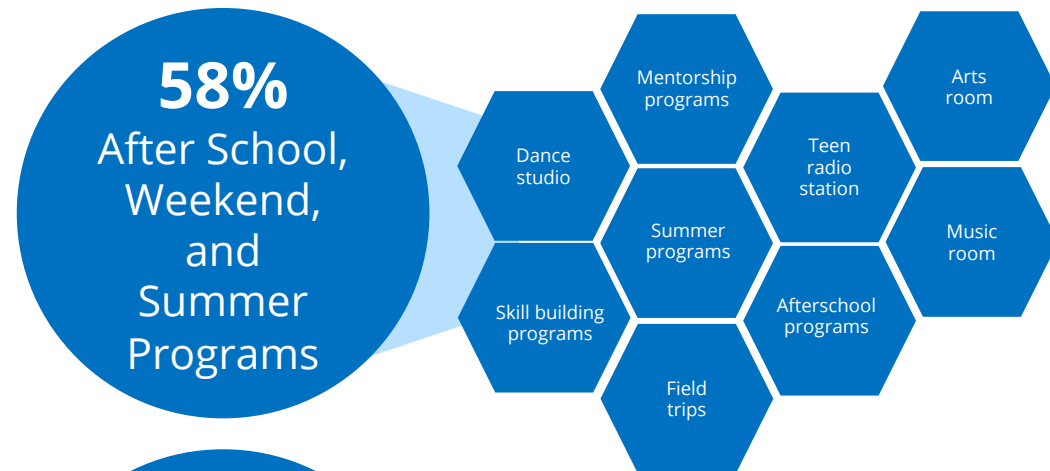 58%
After School,
Weekend,
and
Summer
Programs
Dance
studio
Skill building
programs
Mentorship
programs
Summer
programs
Field
trips
Teen
radio
station
Afterschool
programs
Arts
room
Music
room